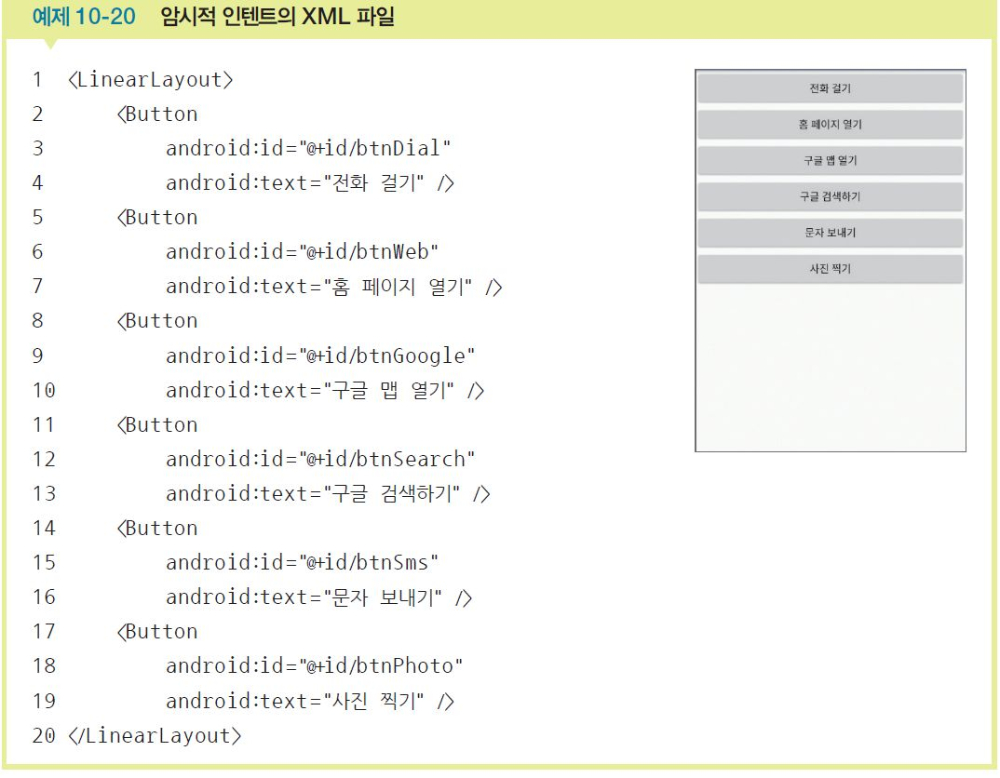 예제 10-20 암시적 인텐트의 XML 파일
1 <LinearLayout>
2 <Button
3 android:id="@+id/btnDial"
4 android:text="전화 걸기" />
5 <Button
6 android:id="@+id/btnWeb"
7 android:text="홈 페이지 열기" />
8 <Button
9 android:id="@+id/btnGoogle"
10 android:text="구글 맵 열기" />
11 <Button
12 android:id="@+id/btnSearch"
13 android:text="구글 검색하기" />
14 <Button
15 android:id="@+id/btnSms"
16 android:text="문자 보내기" />
17 <Button
18 android:id="@+id/btnPhoto"
19 android:text="사진 찍기" />
20 </LinearLayout>
전화 걸기
홈 페이지 열기
구글 맵 열기
구글 검색하기
문자 보내기
사진 찍기